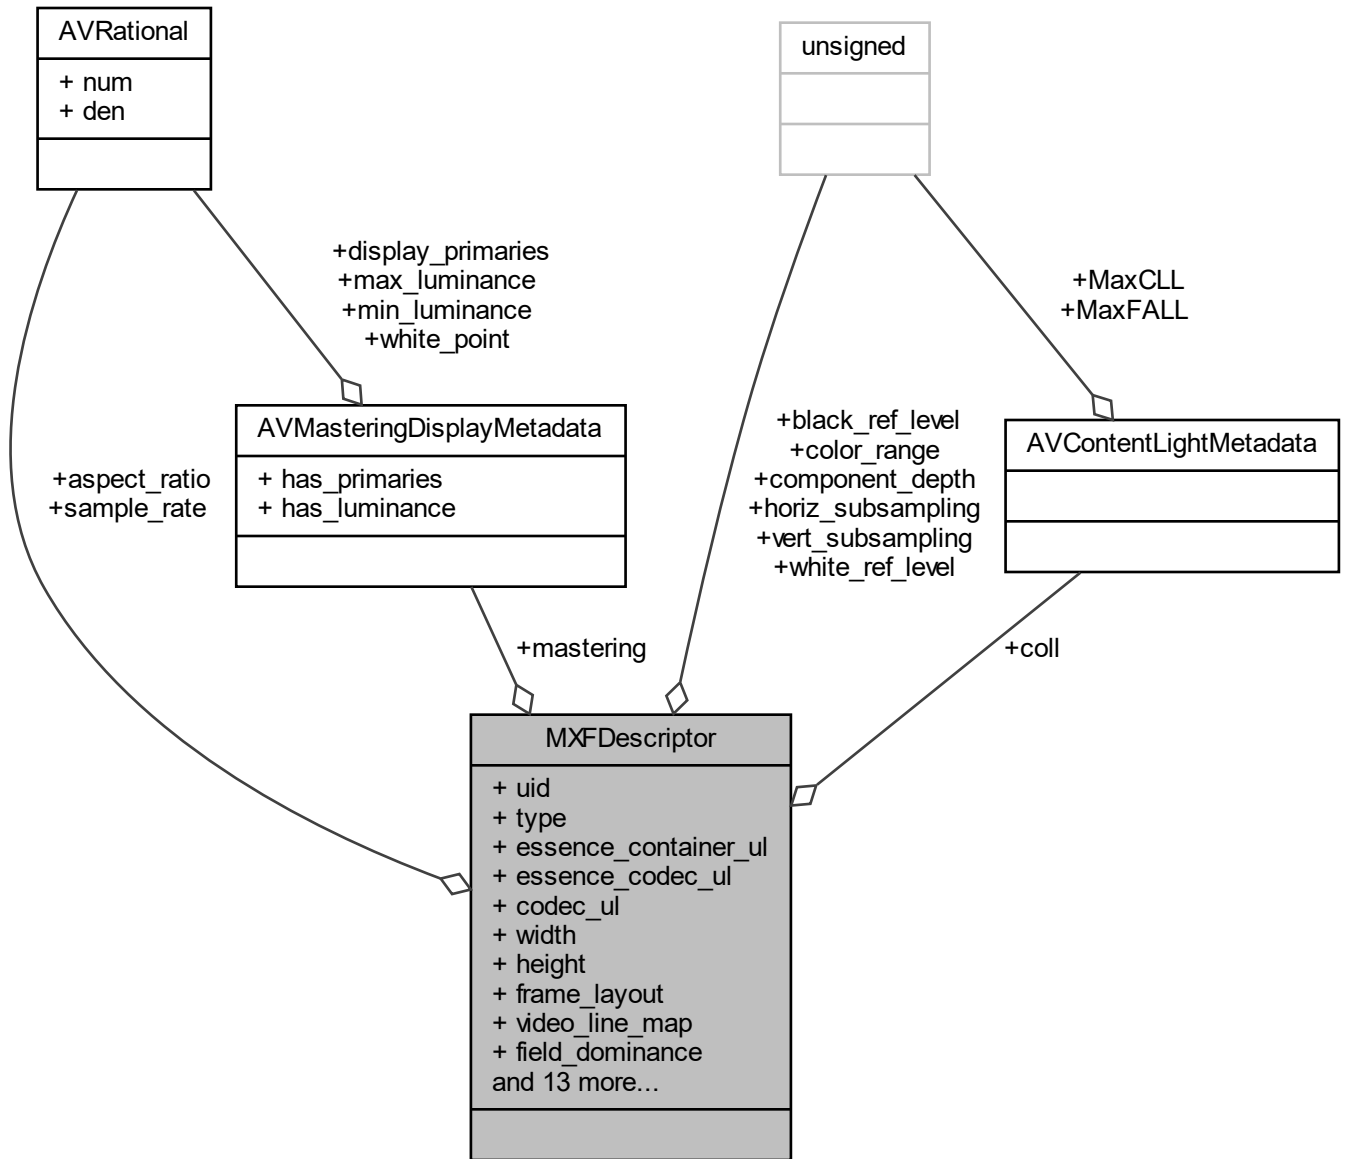 AVRational
+ num
+ den
unsigned
+display_primaries
+max_luminance
+min_luminance
+white_point
+MaxCLL
+MaxFALL
+aspect_ratio
+sample_rate
AVMasteringDisplayMetadata
+ has_primaries
+ has_luminance
+black_ref_level
+color_range
+component_depth
+horiz_subsampling
+vert_subsampling
+white_ref_level
AVContentLightMetadata
+mastering
+coll
MXFDescriptor
+ uid
+ type
+ essence_container_ul
+ essence_codec_ul
+ codec_ul
+ width
+ height
+ frame_layout
+ video_line_map
+ field_dominance
and 13 more...